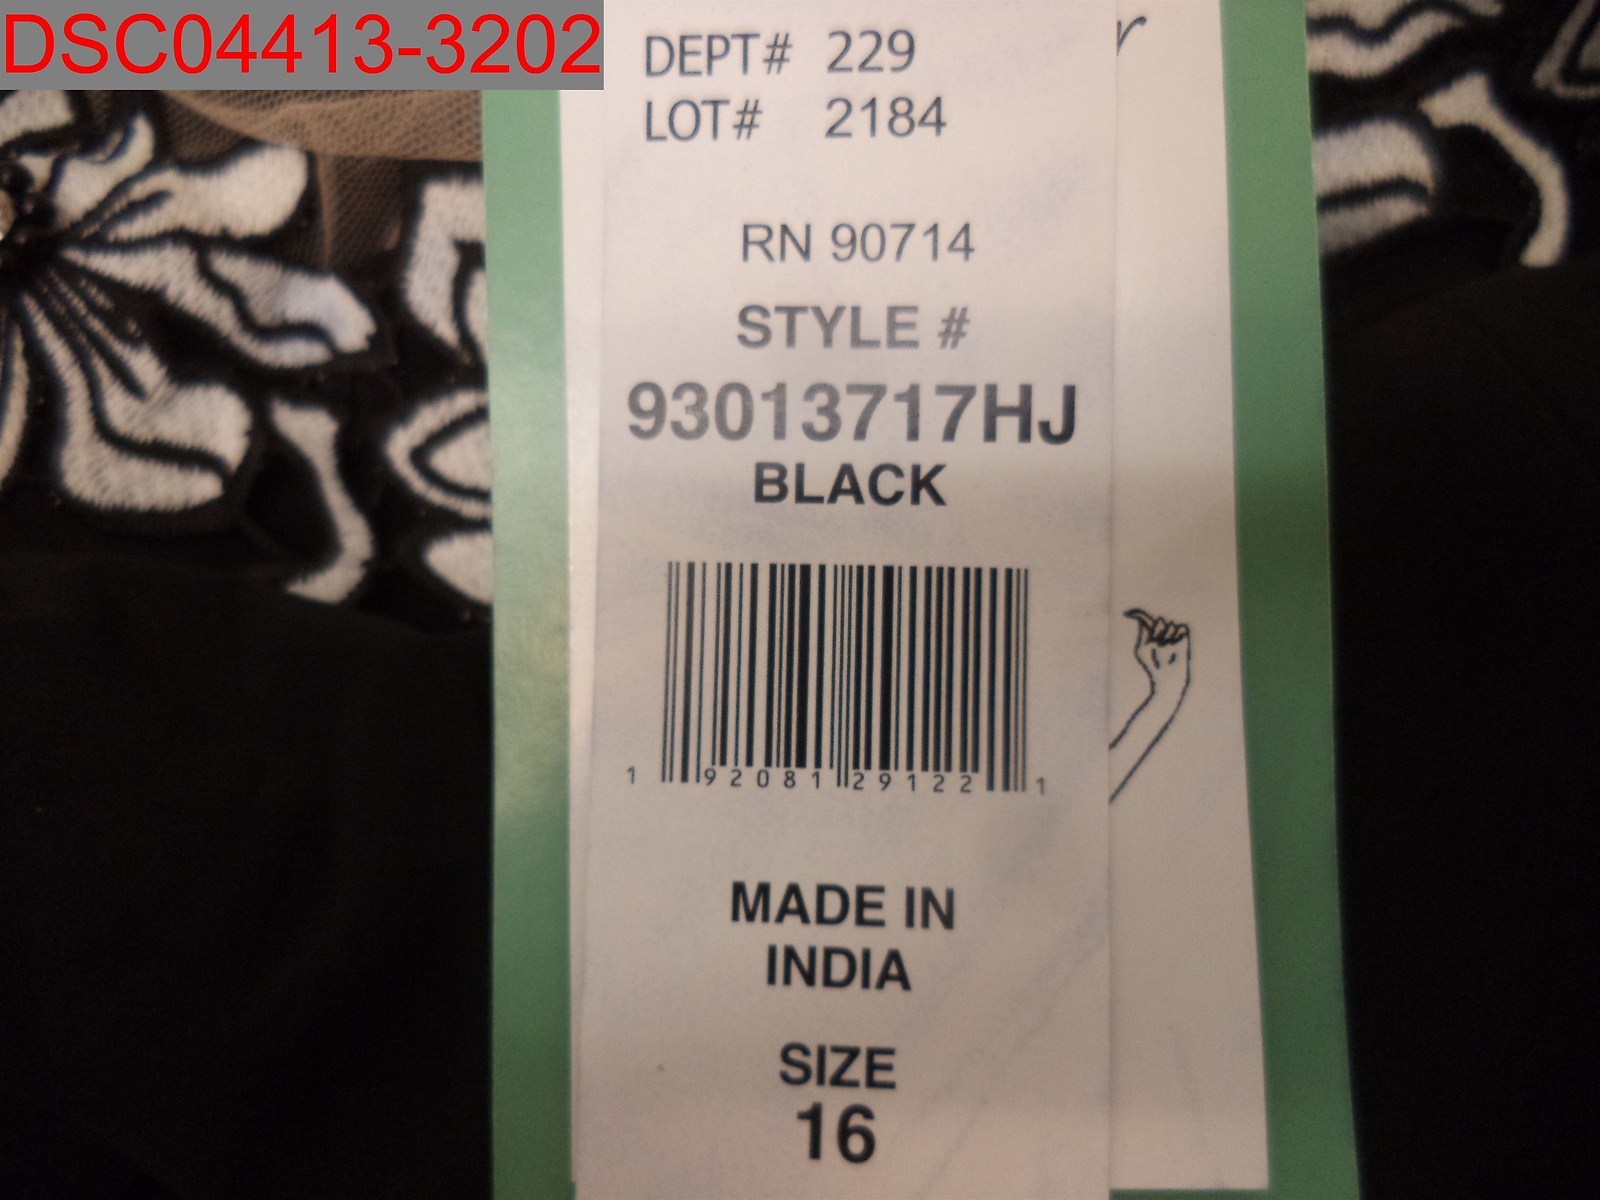 DSC04413-3202
DEPT# 229
LOT# 2184
RN 90714
STYLE #
93013717HJ
BLACK
1 92081 29122 1
MADE IN
INDIA
SIZE
16